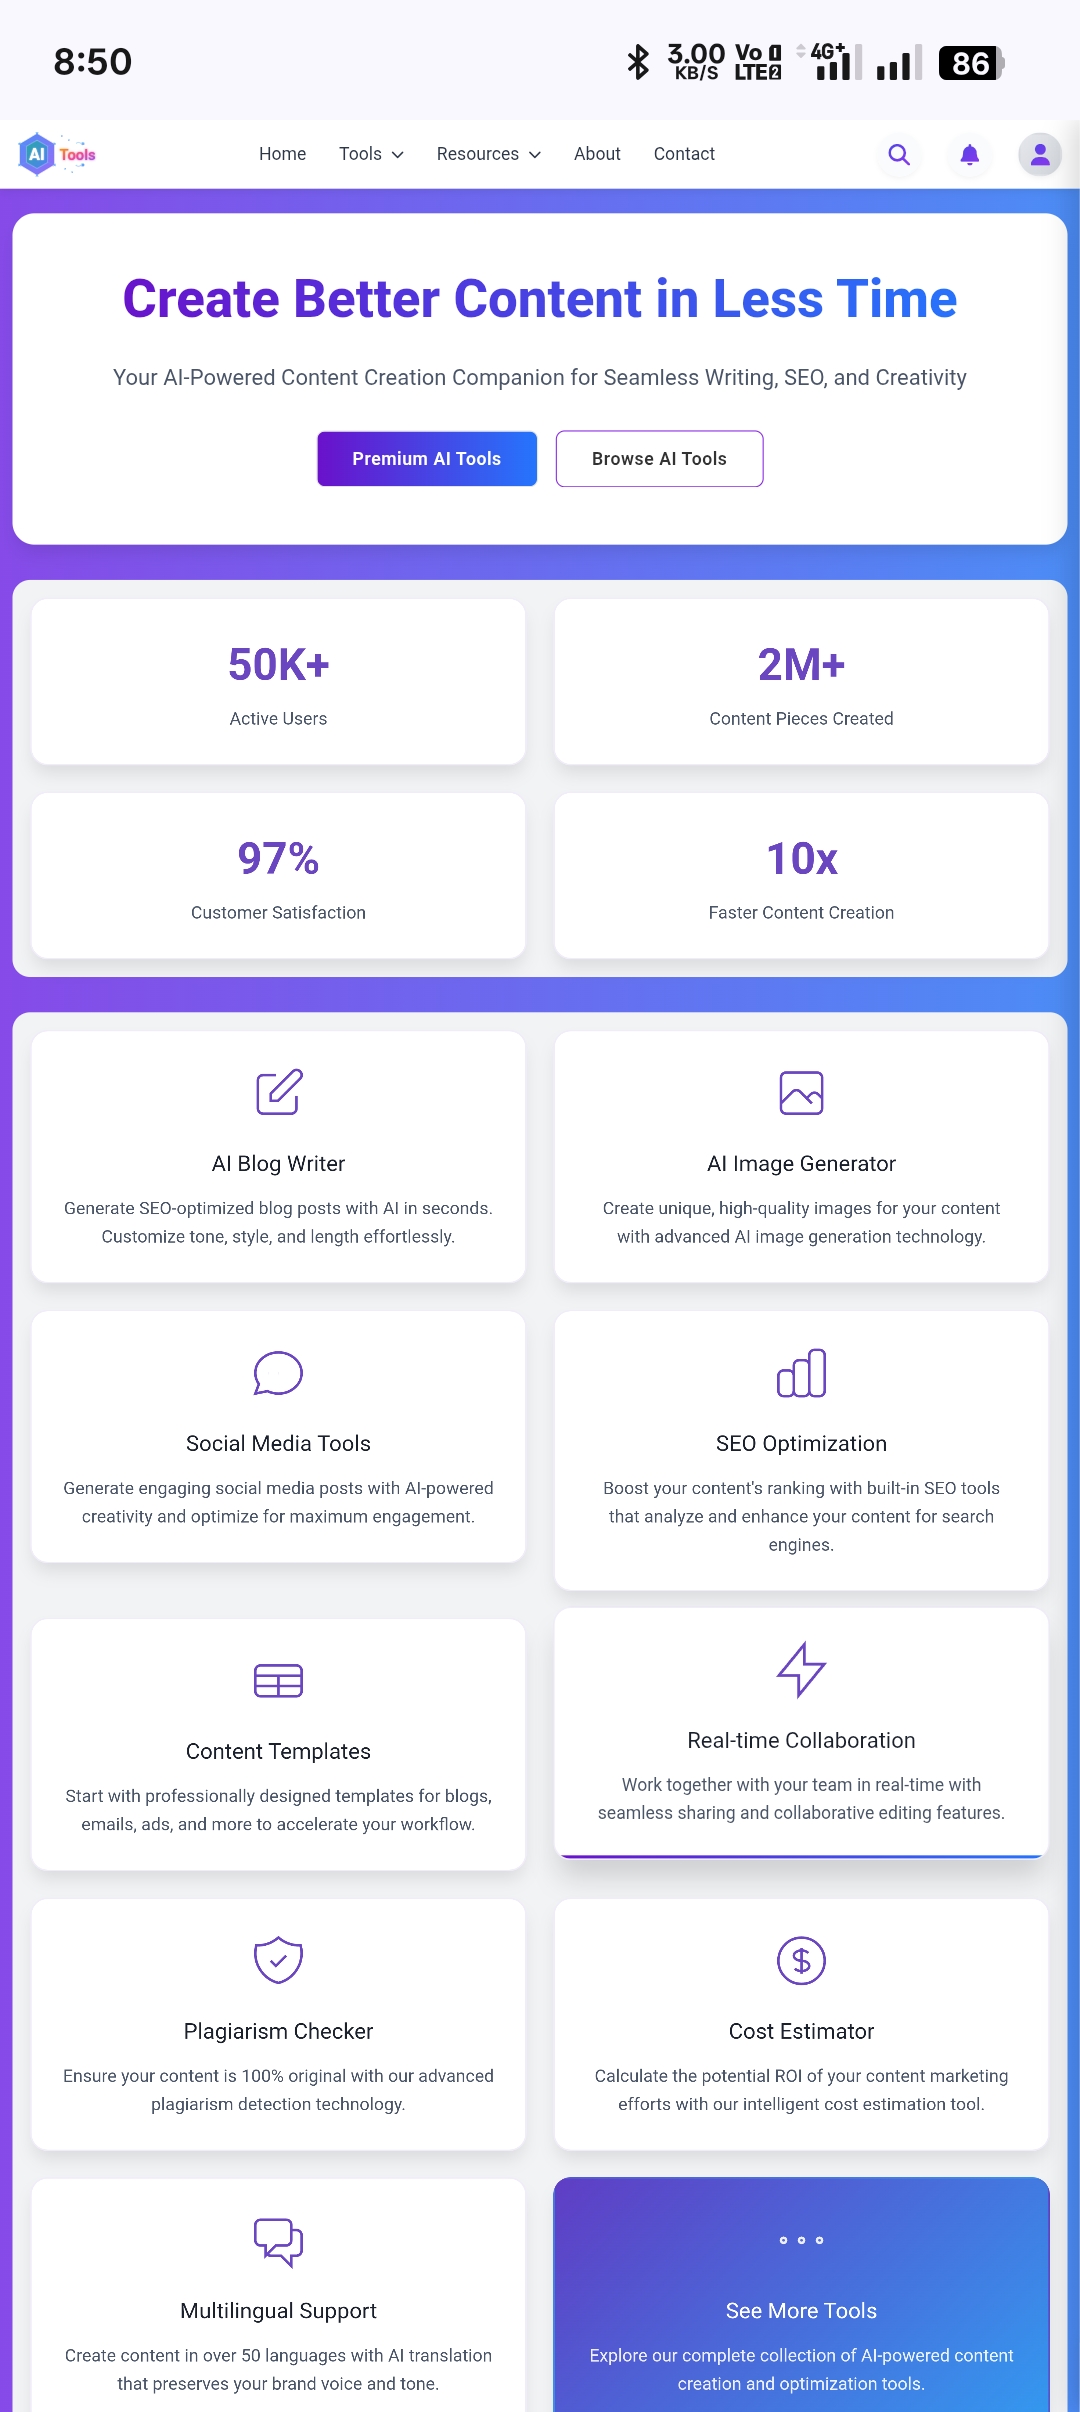 8:50
3.00 KB/S
Vo 1 LTE 2
4G+
86
AI Tools
Home
Tools
Resources
About
Contact
Create Better Content in Less Time
Your AI-Powered Content Creation Companion for Seamless Writing, SEO, and Creativity
Premium AI Tools
Browse AI Tools
50K+
Active Users
2M+
Content Pieces Created
97%
Customer Satisfaction
10x
Faster Content Creation
AI Blog Writer
Generate SEO-optimized blog posts with AI in seconds.
Customize tone, style, and length effortlessly.
AI Image Generator
Create unique, high-quality images for your content
with advanced AI image generation technology.
Social Media Tools
Generate engaging social media posts with AI-powered
creativity and optimize for maximum engagement.
SEO Optimization
Boost your content's ranking with built-in SEO tools
that analyze and enhance your content for search
engines.
Content Templates
Start with professionally designed templates for blogs,
emails, ads, and more to accelerate your workflow.
Real-time Collaboration
Work together with your team in real-time with
seamless sharing and collaborative editing features.
Plagiarism Checker
Ensure your content is 100% original with our advanced
plagiarism detection technology.
Cost Estimator
Calculate the potential ROI of your content marketing
efforts with our intelligent cost estimation tool.
Multilingual Support
Create content in over 50 languages with AI translation
that preserves your brand voice and tone.
See More Tools
Explore our complete collection of AI-powered content
creation and optimization tools.